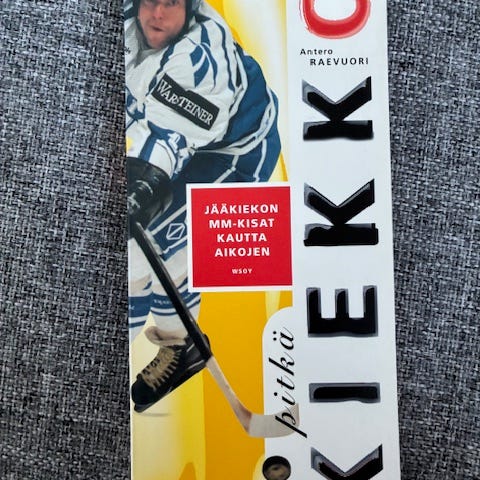 Antero
RAEVUORI
WARSTEINER
JÄÄKIEKON
MM-KISAT
KAUTTA
AIKOJEN
WSOY
pitkä
KIEKKO